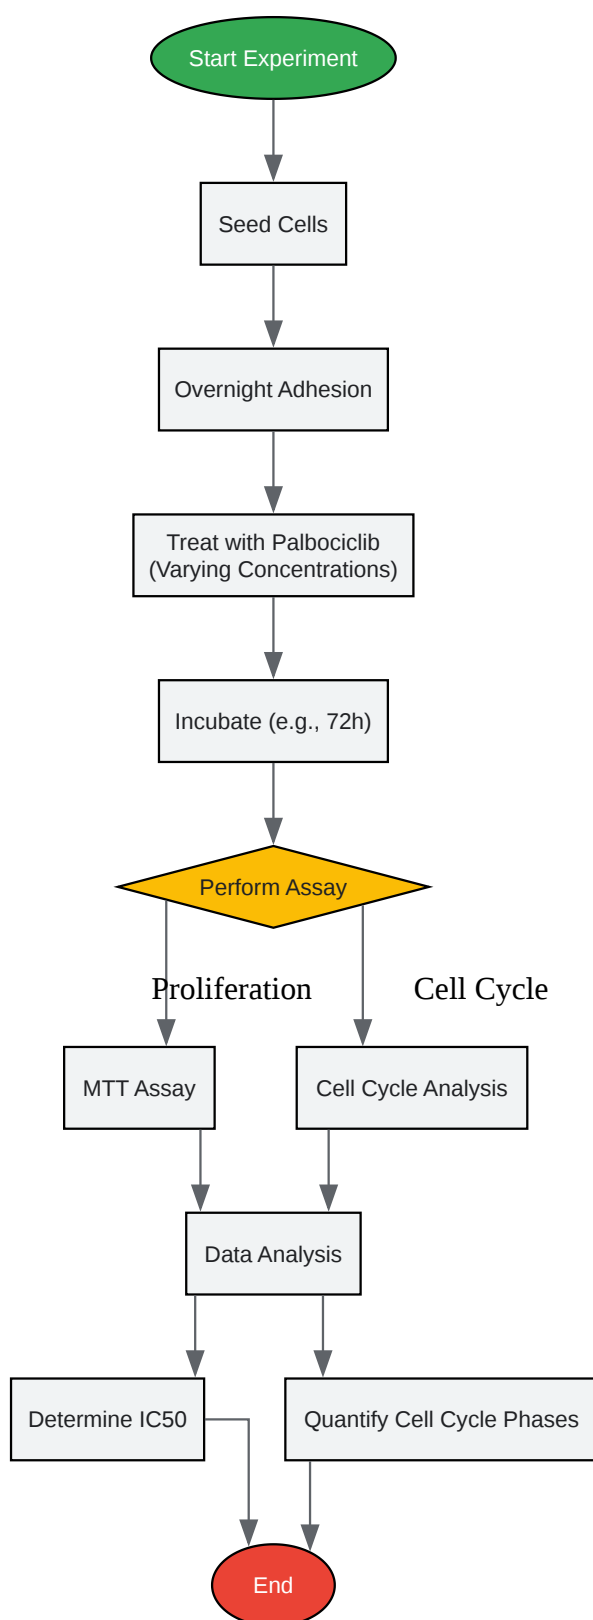 Start Experiment
Seed Cells
Overnight Adhesion
Treat with Palbociclib
(Varying Concentrations)
Incubate (e.g., 72h)
Perform Assay
Proliferation
Cell Cycle
MTT Assay
Cell Cycle Analysis
Data Analysis
Determine IC50
Quantify Cell Cycle Phases
End